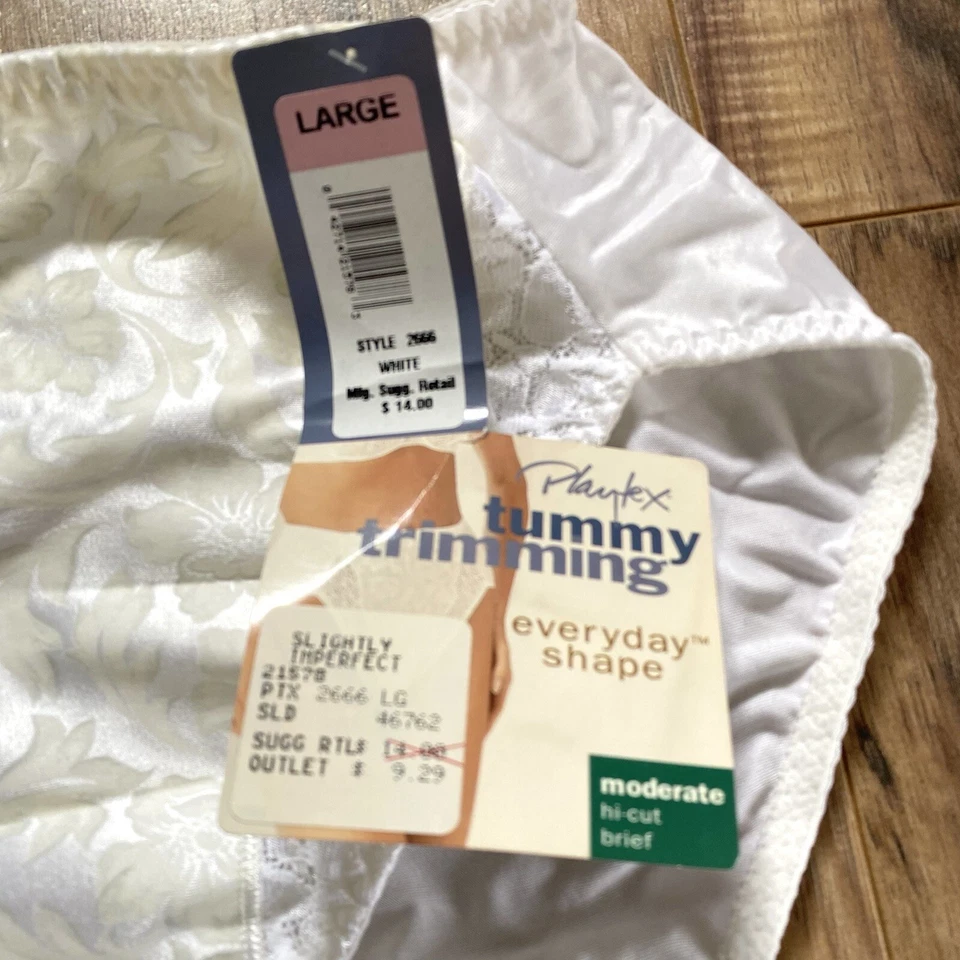 LARGE
STYLE 2666
WHITE
Mfg. Sugg. Retail
$ 14.00
Playtex
tummy
trimming
everyday™
shape
SLIGHTLY
IMPERFECT
21578
PTX 2666 LG
SLD 46762
SUGG RTL$ 14.00
OUTLET $ 9.29
moderate
hi-cut
brief